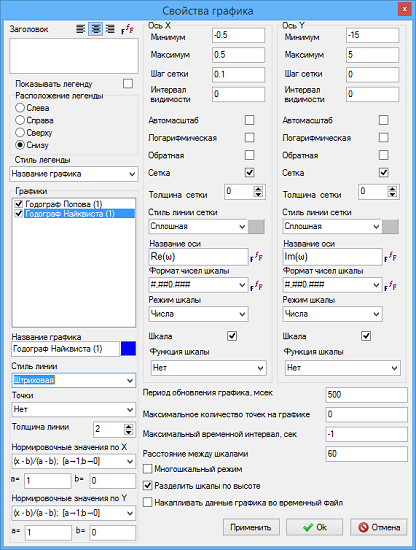 Свойства графика
x
Заголовок
Показывать легенду
Расположение легенды
Слева
Справа
Сверху
Снизу
Стиль легенды
Название графика
Графики
Годограф Попова (1)
Годограф Найквиста (1)
Название графика
Годограф Найквиста (1)
Стиль линии
Штриховая
Точки
Нет
Толщина линии 2
Нормировочные значения по X
(x - b)/(a - b); [a→1;b→0]
a= 1 b= 0
Нормировочные значения по Y
(x - b)/(a - b); [a→1;b→0]
a= 1 b= 0
Ось X
Минимум -0.5
Максимум 0.5
Шаг сетки 0.1
Интервал
видимости 0
Автомасштаб
Логарифмическая
Обратная
Сетка
Толщина сетки 0
Стиль линии сетки
Сплошная
Название оси
Re(ω)
Формат чисел шкалы
#,##0.###
Режим шкалы
Числа
Шкала
Функция шкалы
Нет
Ось Y
Минимум -15
Максимум 5
Шаг сетки 0
Интервал
видимости 0
Автомасштаб
Логарифмическая
Обратная
Сетка
Толщина сетки 0
Стиль линии сетки
Сплошная
Название оси
Im(ω)
Формат чисел шкалы
#,##0.###
Режим шкалы
Числа
Шкала
Функция шкалы
Нет
Период обновления графика, мсек 500
Максимальное количество точек на графике 0
Максимальный временной интервал, сек -1
Расстояние между шкалами 60
Многошкальный режим
Разделить шкалы по высоте
Накапливать данные графика во временный файл
Применить Ok Отмена